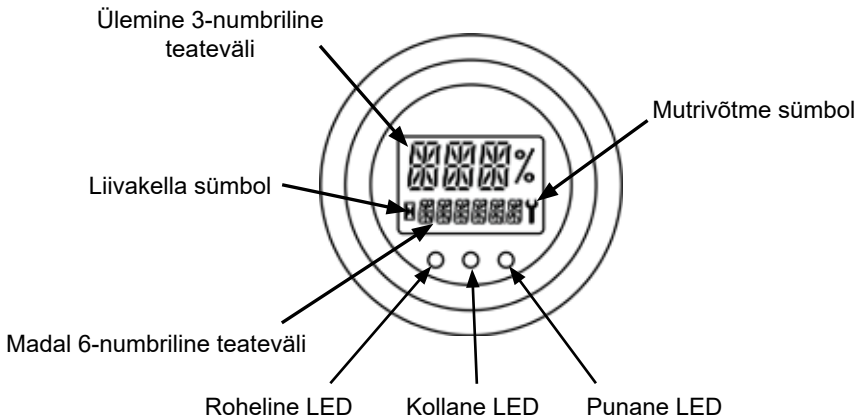 Ülemine 3-numbriline
teateväli
Mutrivõtme sümbol
%
Liivakella sümbol
Madal 6-numbriline teateväli
Roheline LED
Kollane LED
Punane LED